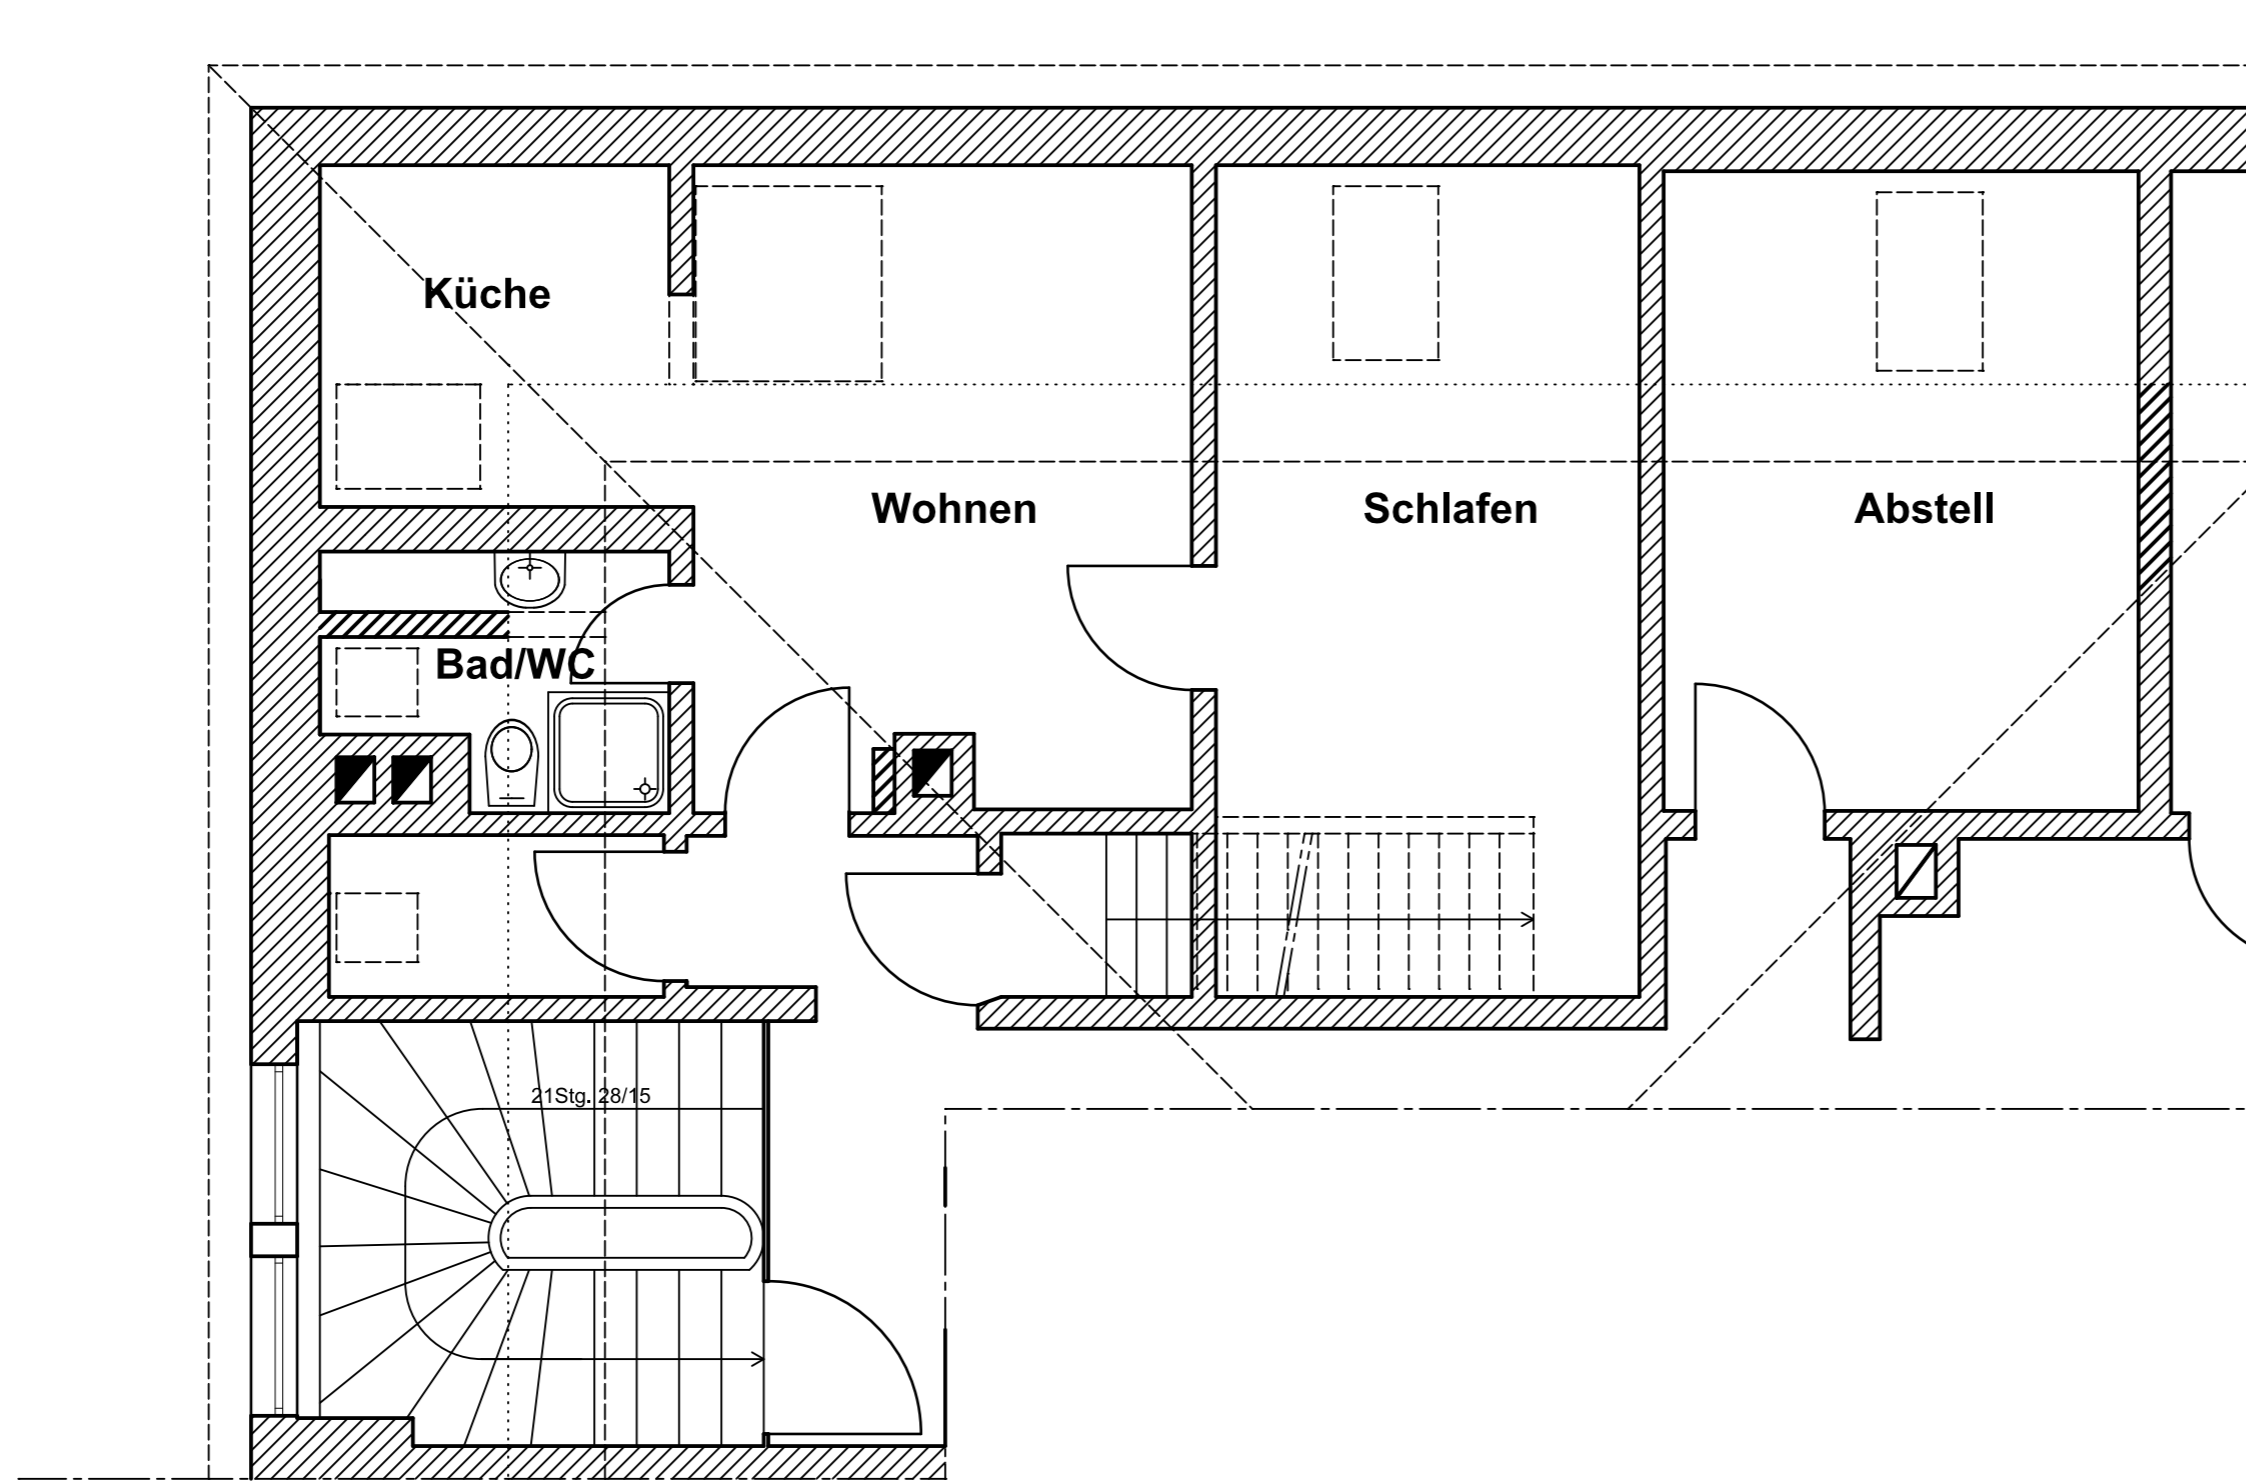 Küche
Wohnen
Schlafen
Abstell
Bad/WC
21Stg. 28/15